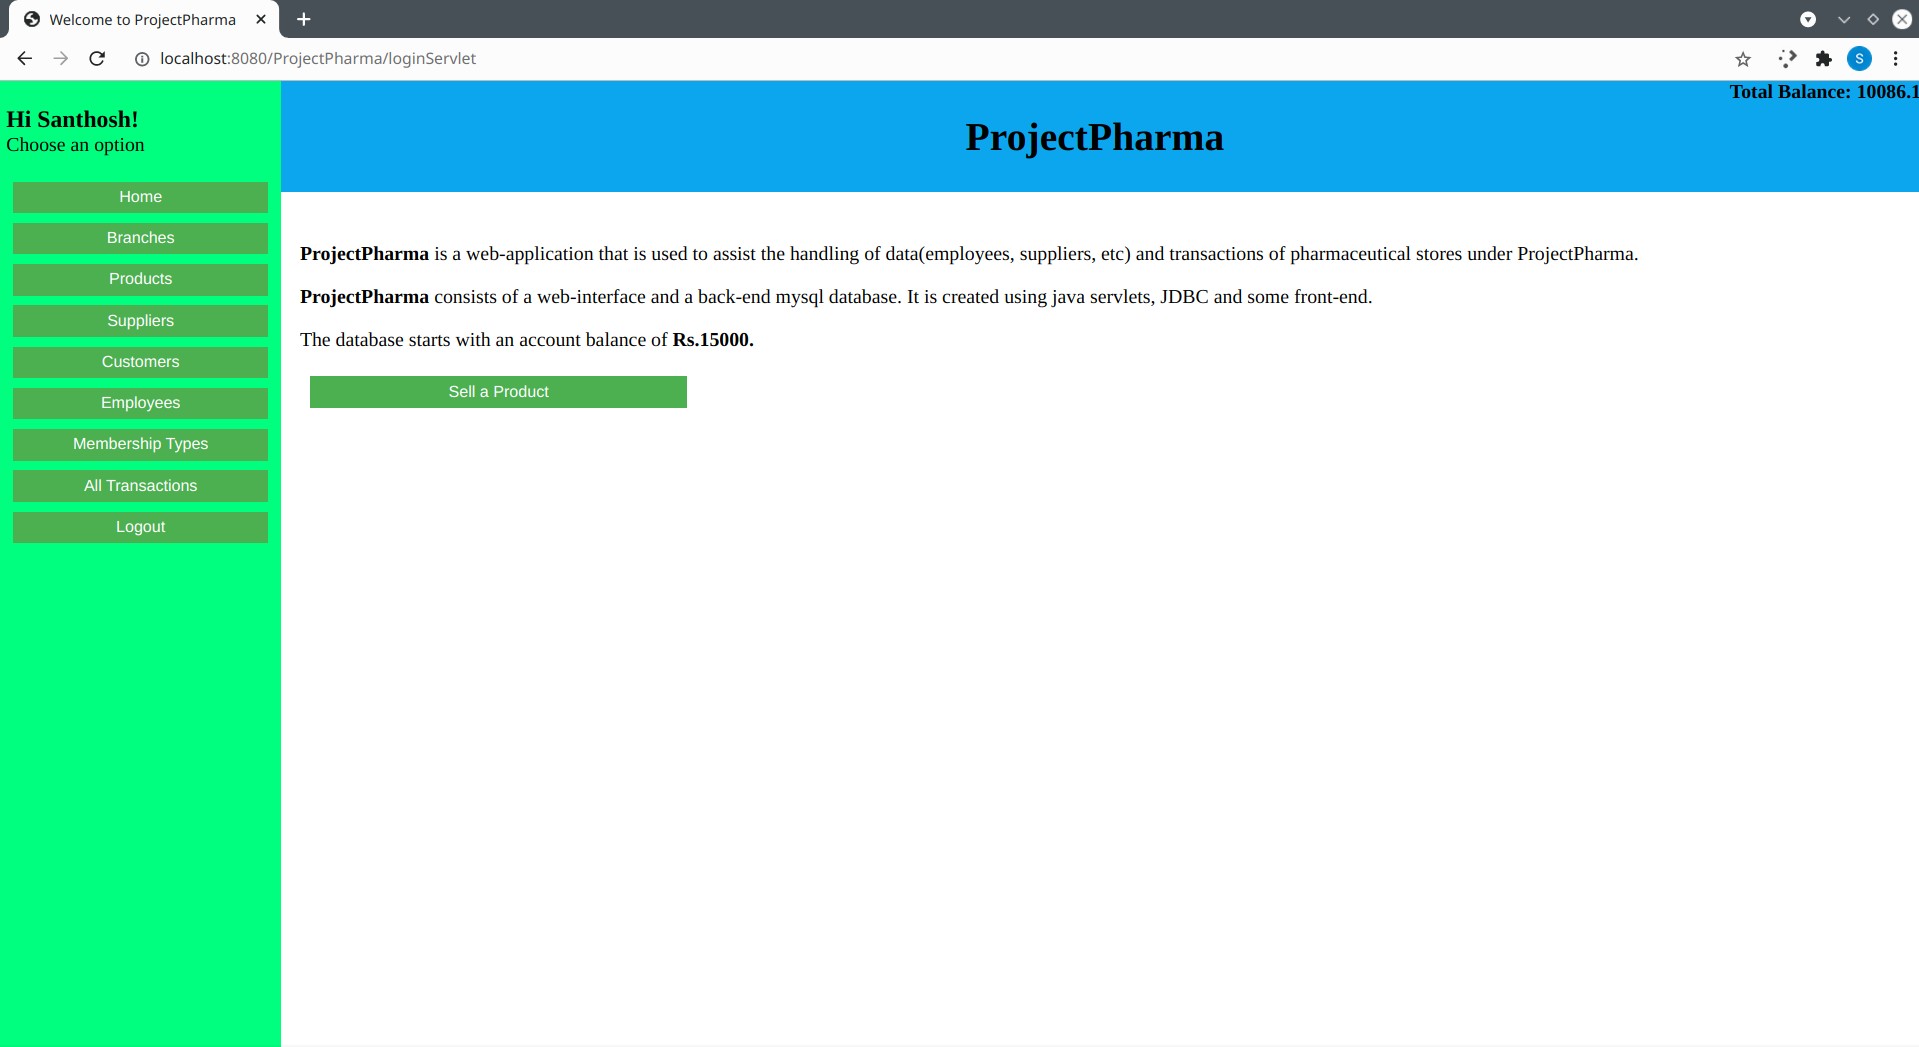 Welcome to ProjectPharma
localhost:8080/ProjectPharma/loginServlet
S
Total Balance: 10086.1
Hi Santhosh!
Choose an option
ProjectPharma
Home
Branches
Products
Suppliers
Customers
Employees
Membership Types
All Transactions
Logout
ProjectPharma is a web-application that is used to assist the handling of data(employees, suppliers, etc) and transactions of pharmaceutical stores under ProjectPharma.
ProjectPharma consists of a web-interface and a back-end mysql database. It is created using java servlets, JDBC and some front-end.
The database starts with an account balance of Rs.15000.
Sell a Product